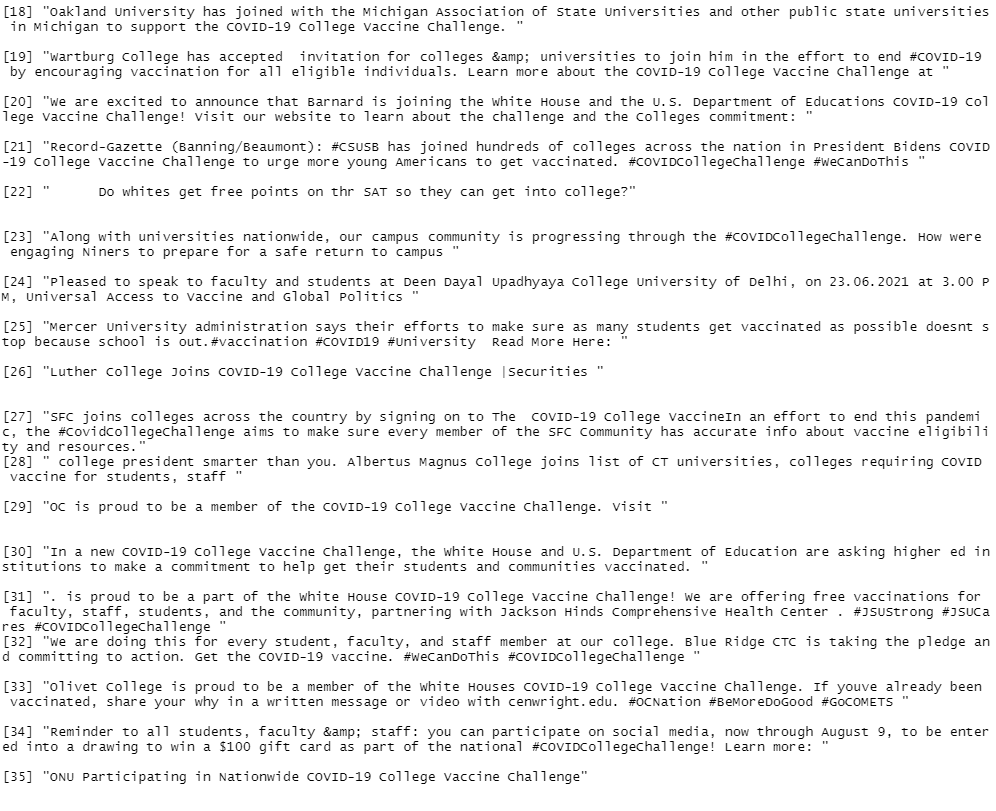 [18] "Oakland University has joined with the Michigan Association of State Universities and other public state universities
in Michigan to support the COVID-19 College Vaccine Challenge. "
[19] "Wartburg College has accepted  invitation for colleges &amp; universities to join him in the effort to end #COVID-19
by encouraging vaccination for all eligible individuals. Learn more about the COVID-19 College Vaccine Challenge at "
[20] "We are excited to announce that Barnard is joining the White House and the U.S. Department of Educations COVID-19 Col
lege Vaccine Challenge! Visit our website to learn about the challenge and the Colleges commitment: "
[21] "Record-Gazette (Banning/Beaumont): #CSUSB has joined hundreds of colleges across the nation in President Bidens COVID
-19 College Vaccine Challenge to urge more young Americans to get vaccinated. #COVIDCollegeChallenge #WeCanDoThis "
[22] "      Do whites get free points on thr SAT so they can get into college?"
[23] "Along with universities nationwide, our campus community is progressing through the #COVIDCollegeChallenge. How were
engaging Niners to prepare for a safe return to campus "
[24] "Pleased to speak to faculty and students at Deen Dayal Upadhyaya College University of Delhi, on 23.06.2021 at 3.00 P
M, Universal Access to Vaccine and Global Politics "
[25] "Mercer University administration says their efforts to make sure as many students get vaccinated as possible doesnt s
top because school is out.#vaccination #COVID19 #University  Read More Here: "
[26] "Luther College Joins COVID-19 College Vaccine Challenge |Securities "
[27] "SFC joins colleges across the country by signing on to The  COVID-19 College VaccineIn an effort to end this pandemi
c, the #CovidCollegeChallenge aims to make sure every member of the SFC Community has accurate info about vaccine eligibili
ty and resources."
[28] " college president smarter than you. Albertus Magnus College joins list of CT universities, colleges requiring COVID
vaccine for students, staff "
[29] "OC is proud to be a member of the COVID-19 College Vaccine Challenge. Visit "
[30] "In a new COVID-19 College Vaccine Challenge, the White House and U.S. Department of Education are asking higher ed in
stitutions to make a commitment to help get their students and communities vaccinated. "
[31] ". is proud to be a part of the White House COVID-19 College Vaccine Challenge! We are offering free vaccinations for
faculty, staff, students, and the community, partnering with Jackson Hinds Comprehensive Health Center . #JSUStrong #JSUCa
res #COVIDCollegeChallenge "
[32] "We are doing this for every student, faculty, and staff member at our college. Blue Ridge CTC is taking the pledge an
d committing to action. Get the COVID-19 vaccine. #WeCanDoThis #COVIDCollegeChallenge "
[33] "Olivet College is proud to be a member of the White Houses COVID-19 College Vaccine Challenge. If youve already been
vaccinated, share your why in a written message or video with cenwright.edu. #OCNation #BeMoreDoGood #GoCOMETS "
[34] "Reminder to all students, faculty &amp; staff: you can participate on social media, now through August 9, to be enter
ed into a drawing to win a $100 gift card as part of the national #COVIDCollegeChallenge! Learn more: "
[35] "ONU Participating in Nationwide COVID-19 College Vaccine Challenge"